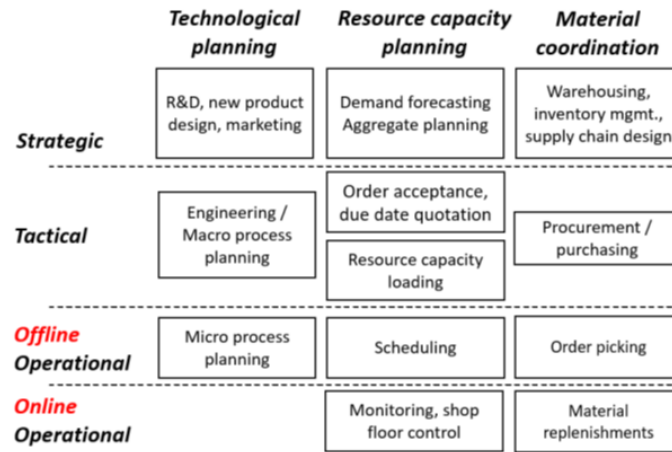 Technological planning
Resource capacity planning
Material coordination
Strategic
R&D, new product
design, marketing
Demand forecasting
Aggregate planning
Warehousing,
inventory mgmt.,
supply chain design
Tactical
Engineering /
Macro process
planning
Order acceptance,
due date quotation
Resource capacity
loading
Procurement /
purchasing
Offline
Operational
Micro process
planning
Scheduling
Order picking
Online
Operational
Monitoring, shop
floor control
Material
replenishments